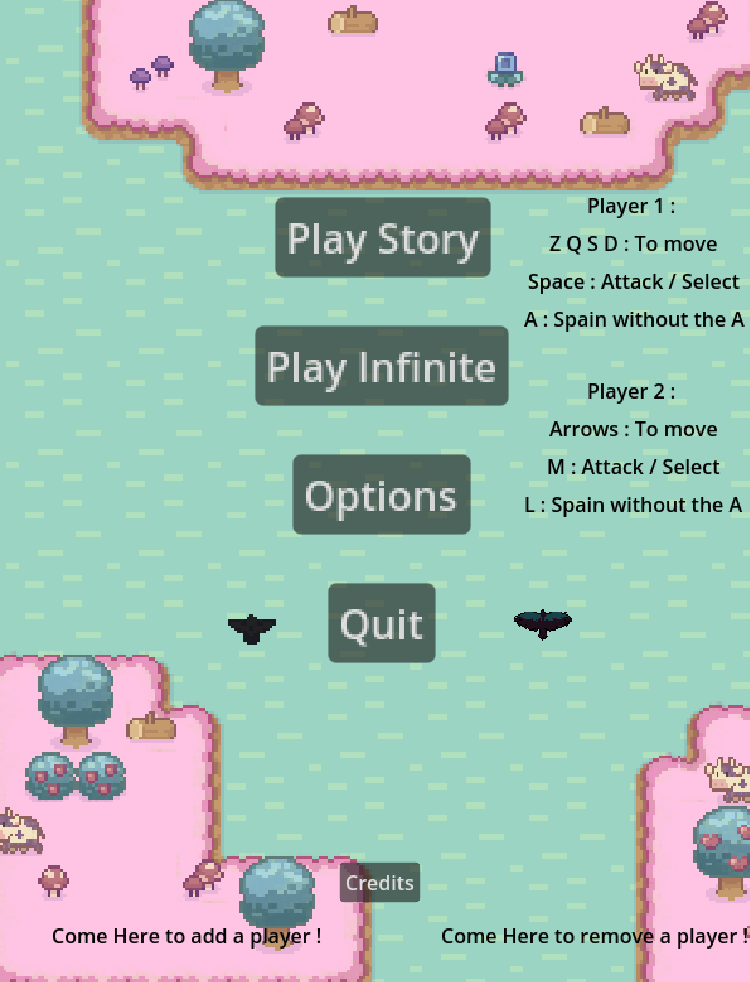 Play Story
Play Infinite
Options
Quit
Player 1 :
Z Q S D : To move
Space : Attack / Select
A : Spain without the A
Player 2 :
Arrows : To move
M : Attack / Select
L : Spain without the A
Credits
Come Here to add a player !
Come Here to remove a player !